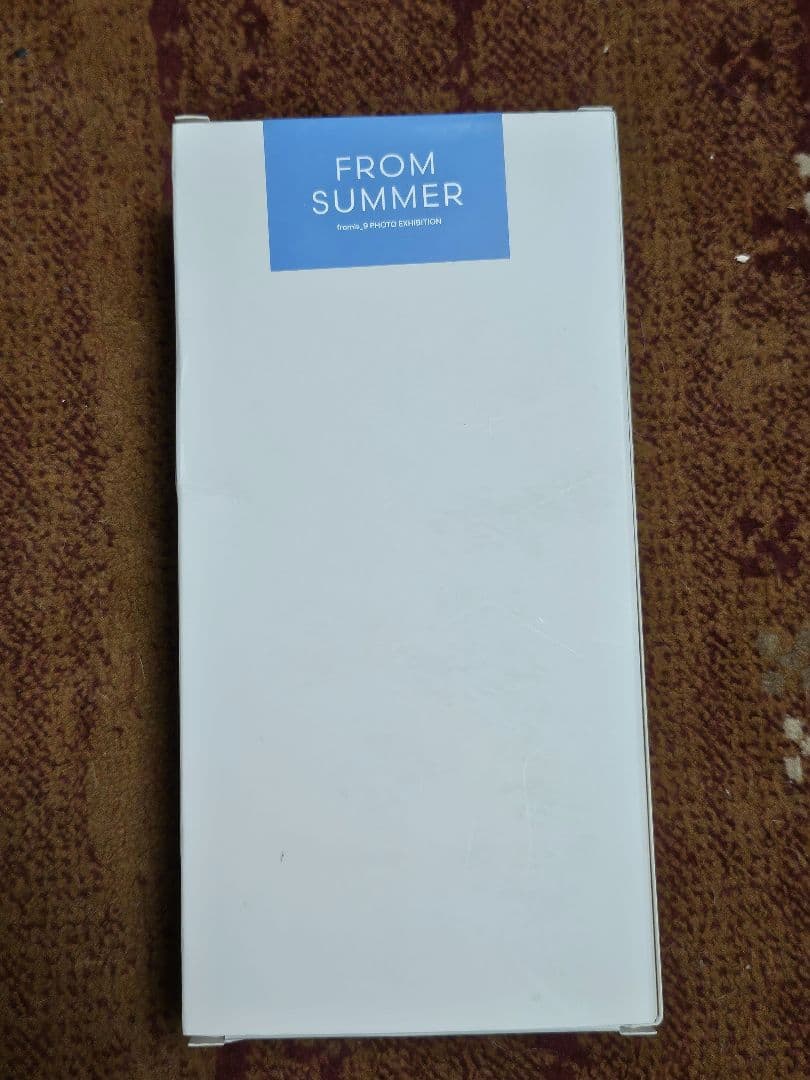 FROM
SUMMER
fromis_9 PHOTO EXHIBITION